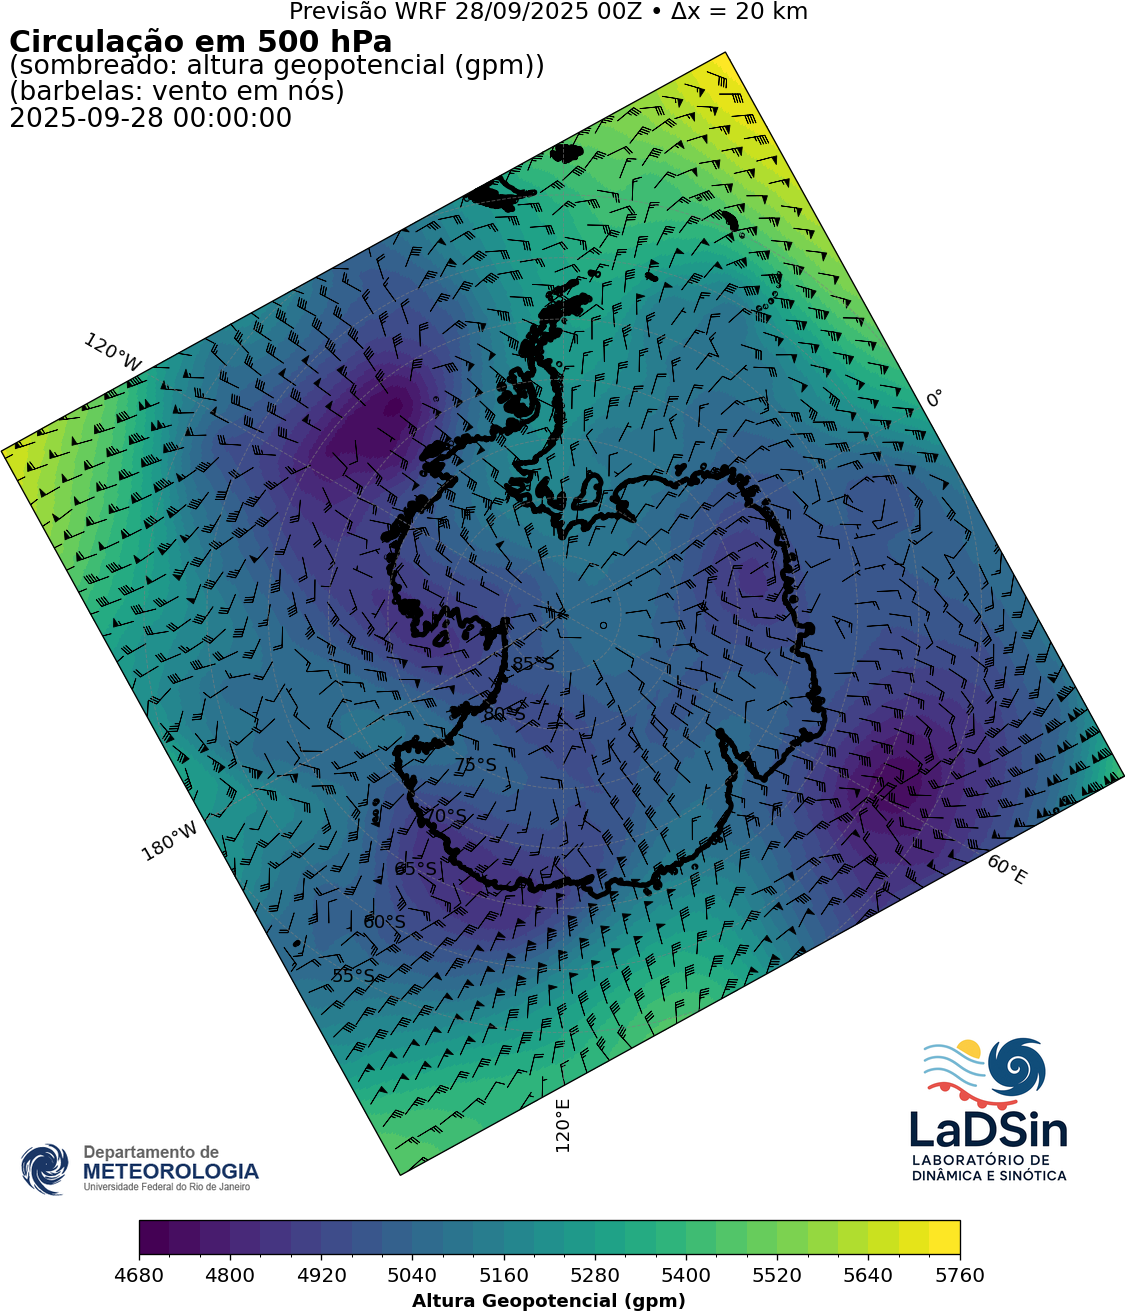 Previsão WRF 28/09/2025 00Z • Δx = 20 km
Circulação em 500 hPa
(sombreado: altura geopotencial (gpm))
(barbelas: vento em nós)
2025-09-28 00:00:00
120°W
0°
85°S
80°S
75°S
70°S
65°S
60°S
55°S
180°W
60°E
120°E
Departamento de
METEOROLOGIA
Universidade Federal do Rio de Janeiro
LaDSin
LABORATÓRIO DE
DINÂMICA E SINÓTICA
4680 4800 4920 5040 5160 5280 5400 5520 5640 5760
Altura Geopotencial (gpm)